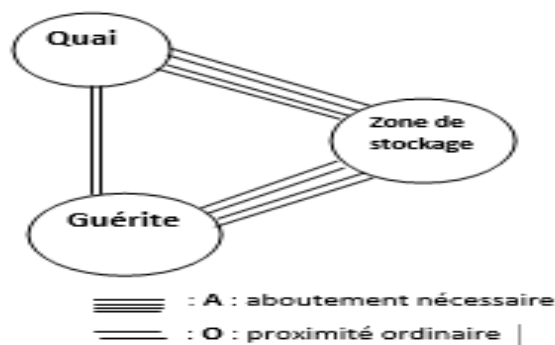 Quai
Zone de
stockage
Guérite
: A : aboutement nécessaire
: O : proximité ordinaire